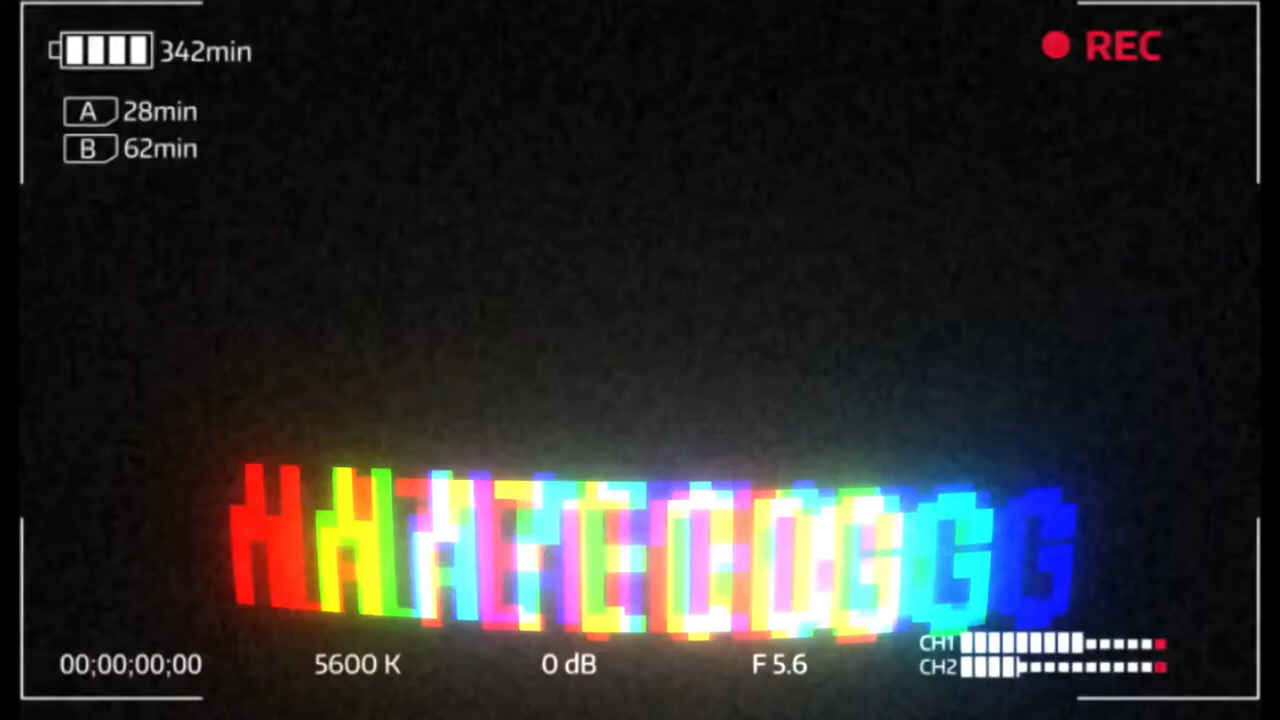 342min
REC
A 28min
B 62min
00;00;00;00
5600 K
0 dB
F 5.6
CH1
CH2